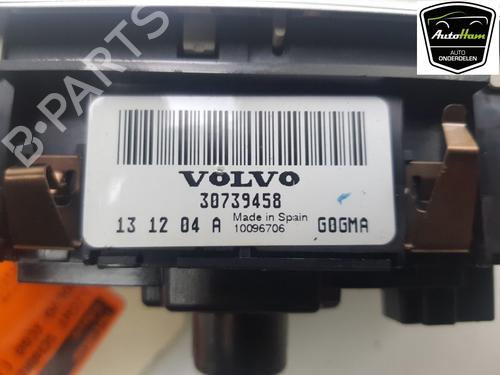 AutoHam
AUTO
ONDERDELEN
B-PARTS
VOLVO
30739458
13 12 04 A
Made in Spain
10096706
GOGMA